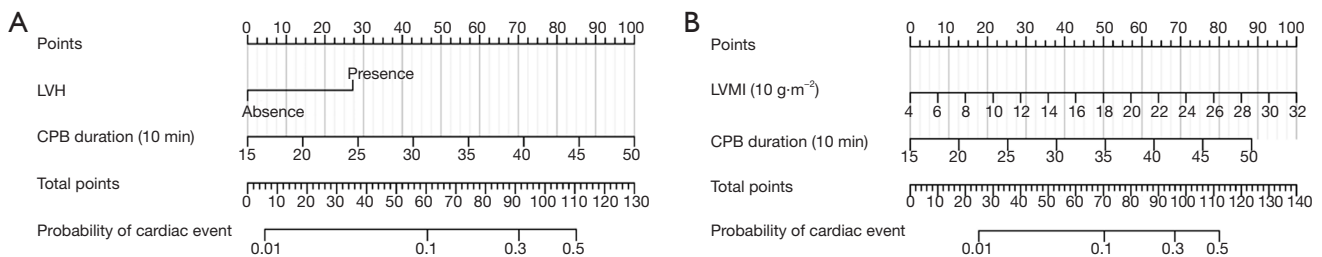 A
Points 0 10 20 30 40 50 60 70 80 90 100
LVH Absence Presence
CPB duration (10 min) 15 20 25 30 35 40 45 50
Total points 0 10 20 30 40 50 60 70 80 90 100 110 120 130
Probability of cardiac event 0.01 0.1 0.3 0.5
B
Points 0 10 20 30 40 50 60 70 80 90 100
LVMI (10 g·m⁻²) 4 6 8 10 12 14 16 18 20 22 24 26 28 30 32
CPB duration (10 min) 15 20 25 30 35 40 45 50
Total points 0 10 20 30 40 50 60 70 80 90 100 110 120 130 140
Probability of cardiac event 0.01 0.1 0.3 0.5